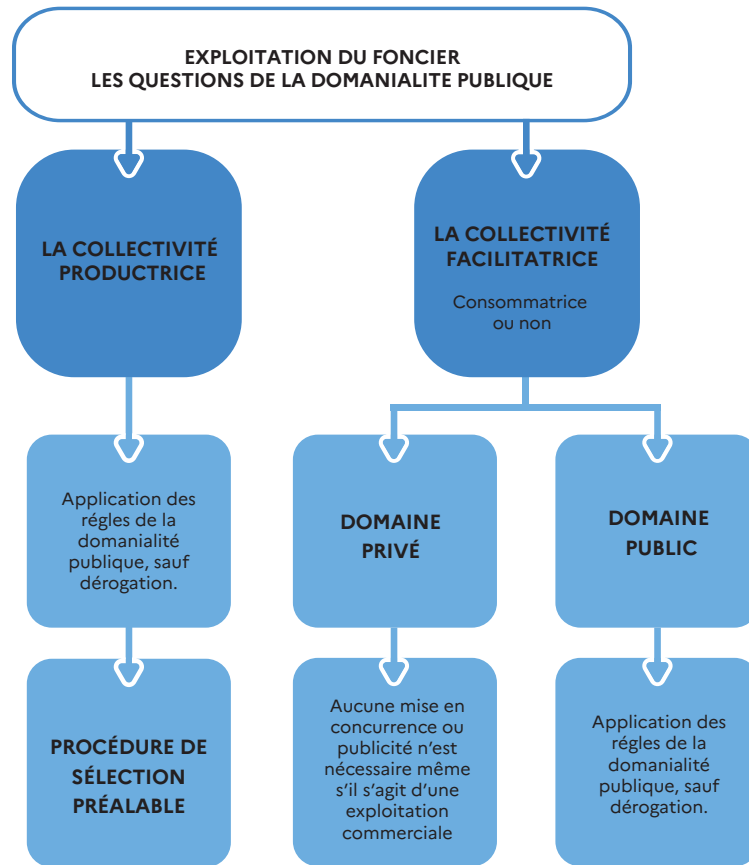 EXPLOITATION DU FONCIER
LES QUESTIONS DE LA DOMANIALITE PUBLIQUE
LA COLLECTIVITÉ
PRODUCTRICE
LA COLLECTIVITÉ
FACILITATRICE
Consommatrice
ou non
Application des
régles de la
domanialité
publique, sauf
dérogation.
DOMAINE
PRIVÉ
DOMAINE
PUBLIC
PROCÉDURE DE
SÉLECTION
PRÉALABLE
Aucune mise en
concurrence ou
publicité n’est
nécessaire même
s’il s’agit d’une
exploitation
commerciale
Application des
régles de la
domanialité
publique, sauf
dérogation.